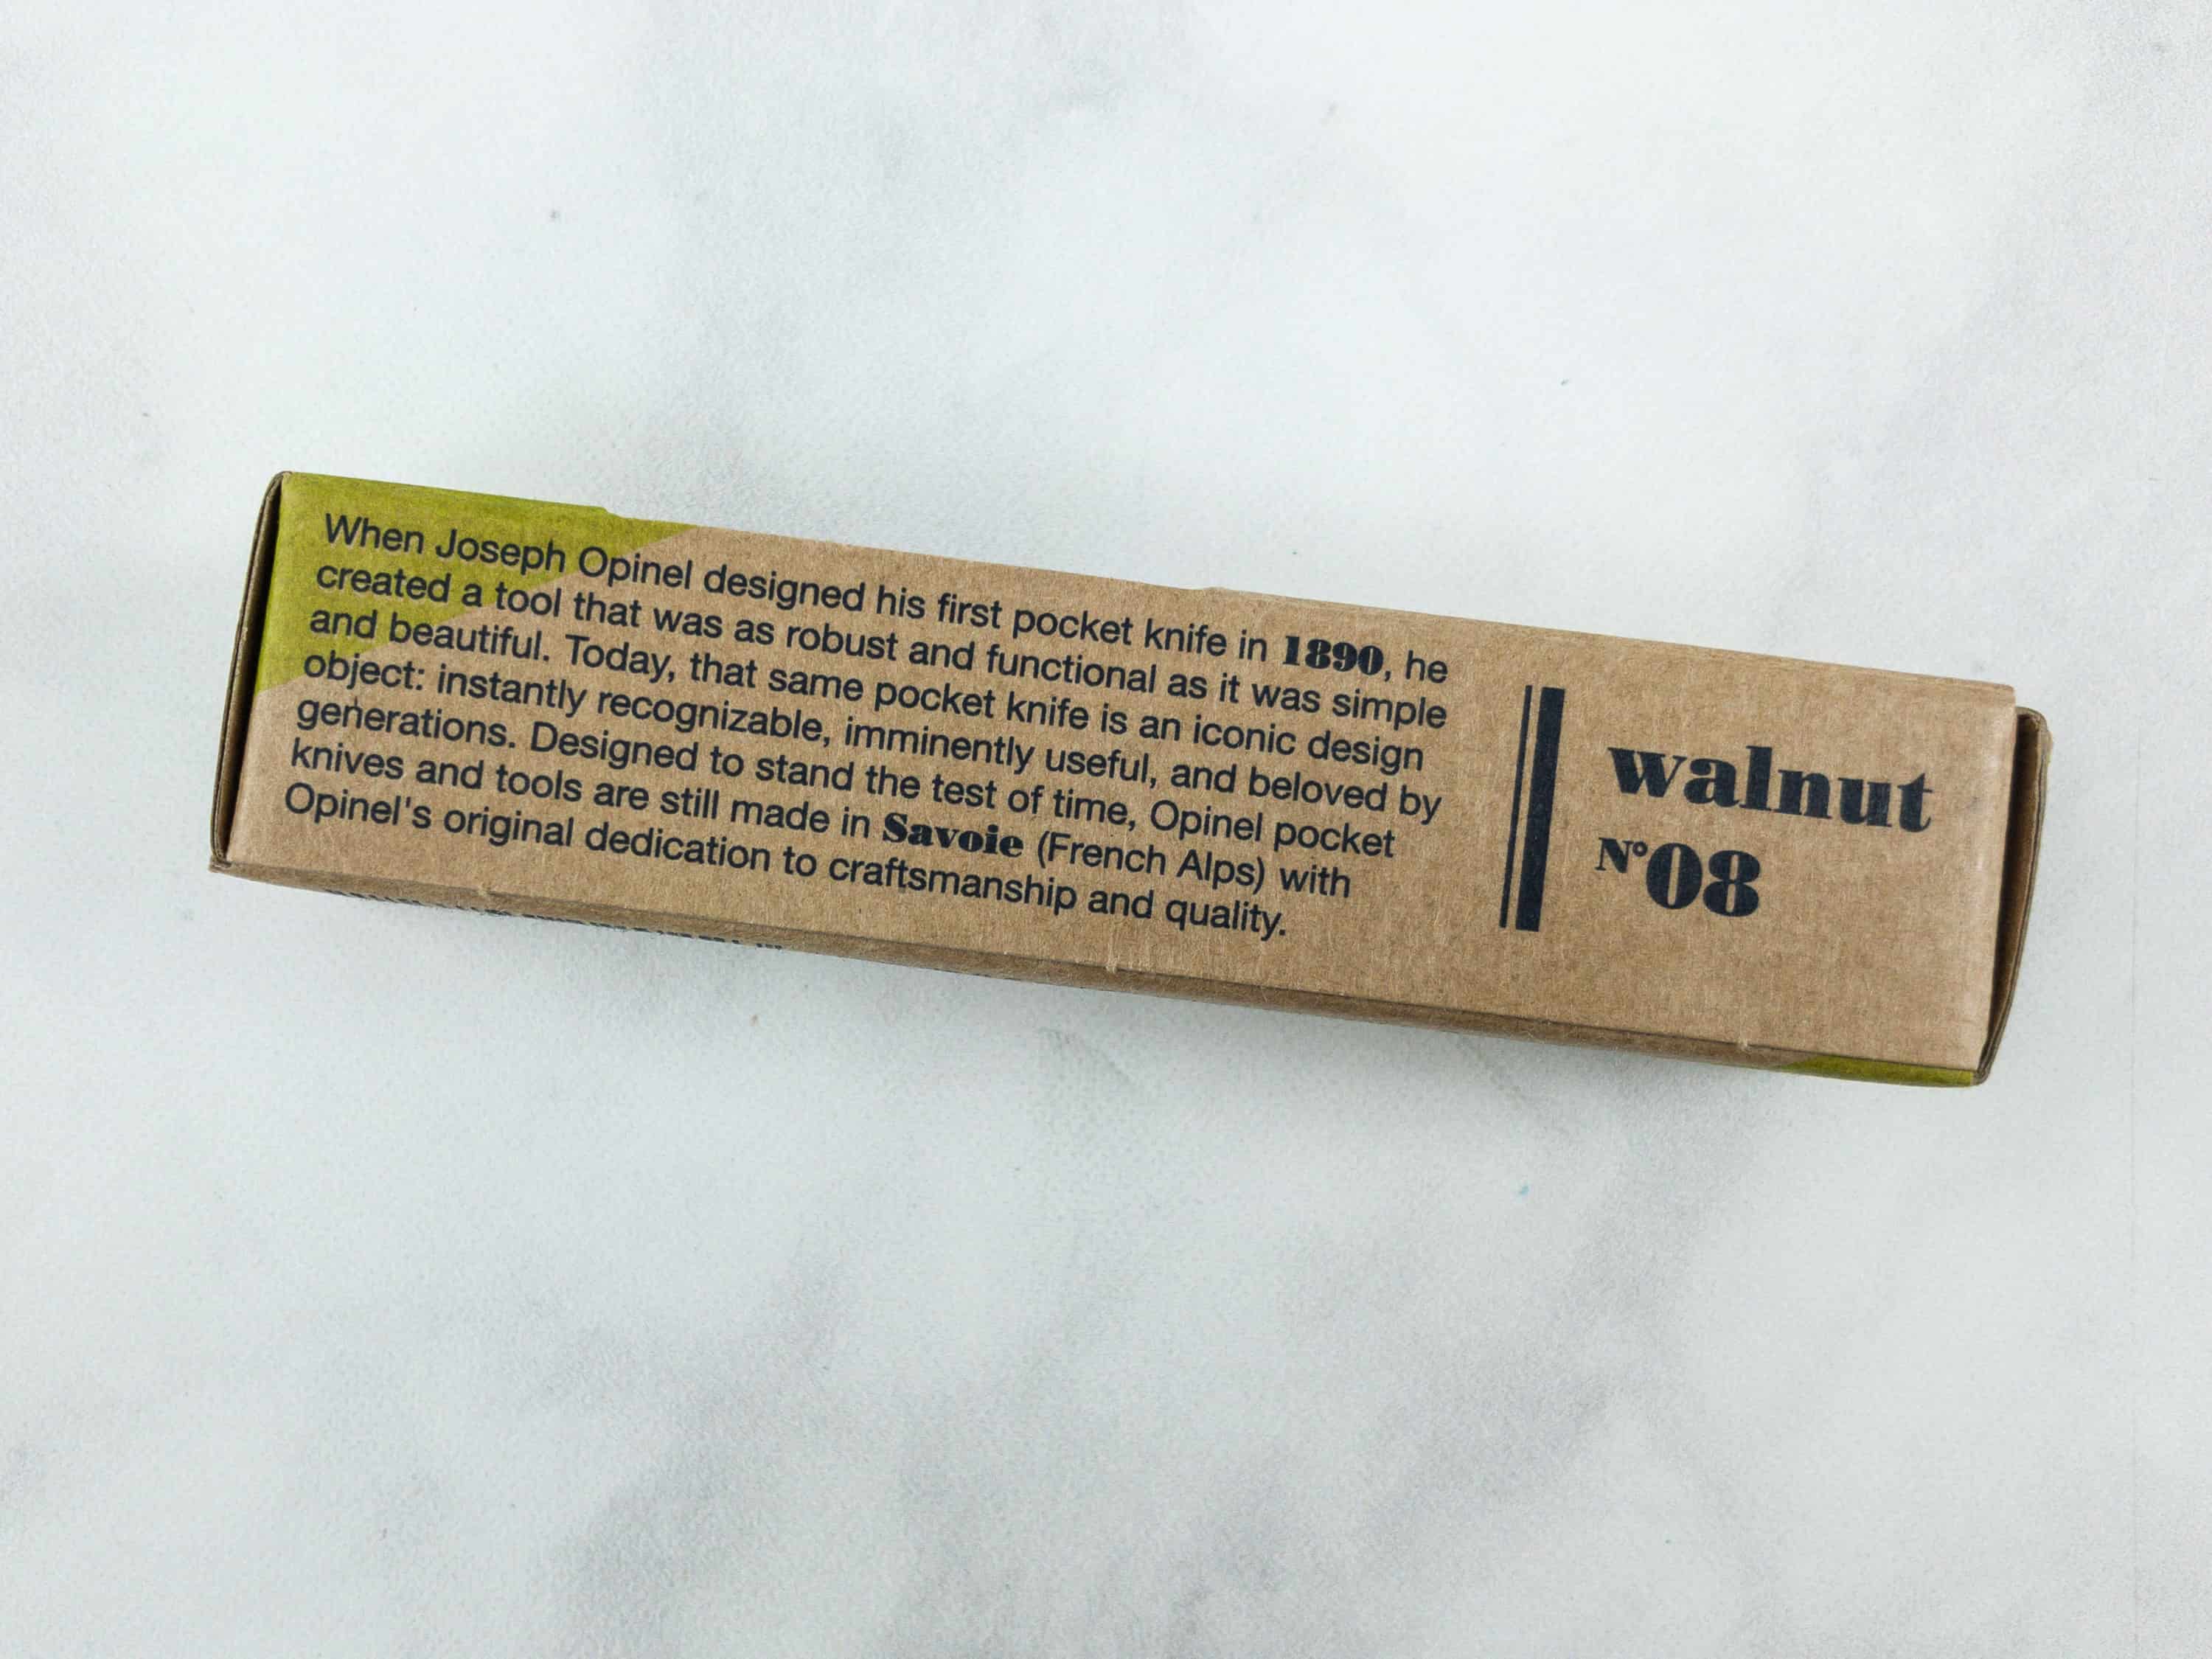 When Joseph Opinel designed his first pocket knife in 1890, he
created a tool that was as robust and functional as it was simple
and beautiful. Today, that same pocket knife is an iconic design
object: instantly recognizable, imminently useful, and beloved by
generations. Designed to stand the test of time, Opinel pocket
knives and tools are still made in Savoie (French Alps) with
Opinel's original dedication to craftsmanship and quality.
walnut
N°08